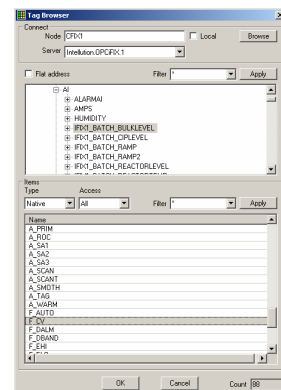 Tag Browser
Connect
Node CFIX1 Local Browse
Server Intellution.OPCiFIX.1
Flat address Filter * Apply
AI
ALARMAI
AMPS
HUMIDITY
IFIX1_BATCH_BULKLEVEL
IFIX1_BATCH_CIPLEVEL
IFIX1_BATCH_RAMP
IFIX1_BATCH_RAMP2
IFIX1_BATCH_REACTORLEVEL
Items
Type Access
Native All Filter * Apply
Name
A_PRIM
A_ROC
A_SA1
A_SA2
A_SA3
A_SCAN
A_SCANT
A_SMOTH
A_TAG
A_WARM
F_AUTO
F_CV
F_DALM
F_DBAND
F_EHI
OK Cancel Count 88